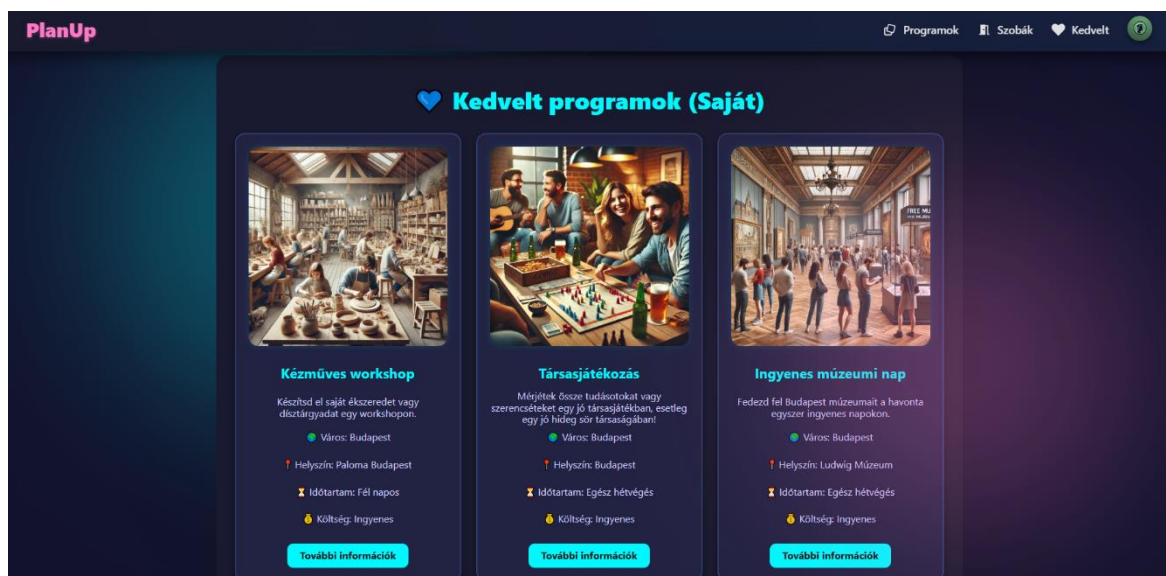 PlanUp
Programok
Szobák
Kedvelt
Kedvelt programok (Saját)
FREE MU
Kézműves workshop
Készítsd el saját ékszeredet vagy
dísztárgyadat egy workshopon.
Város: Budapest
Helyszín: Paloma Budapest
Időtartam: Fél napos
Költség: Ingyenes
További információk
Társasjátékozás
Mérjétek össze tudásotokat vagy
szerencséteket egy jó társasjátékban, esetleg
egy jó hideg sör társaságában!
Város: Budapest
Helyszín: Budapest
Időtartam: Egész hétvégés
Költség: Ingyenes
További információk
Ingyenes múzeumi nap
Fedezd fel Budapest múzeumait a havonta
egyszer ingyenes napokon.
Város: Budapest
Helyszín: Ludwig Múzeum
Időtartam: Egész hétvégés
Költség: Ingyenes
További információk